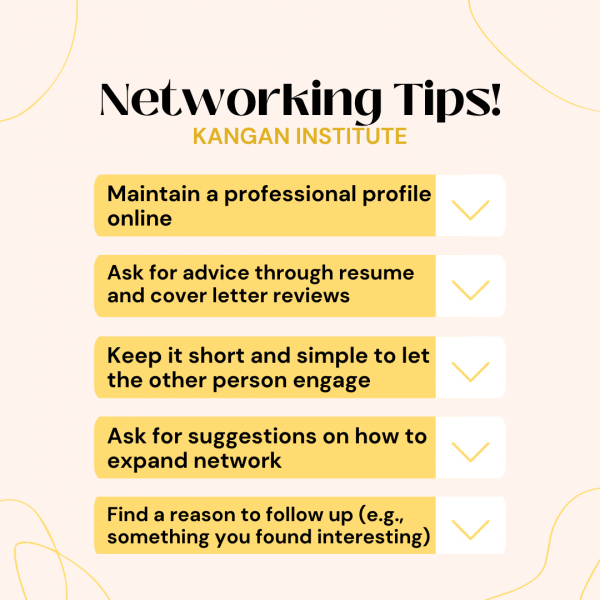 Networking Tips!
KANGAN INSTITUTE
Maintain a professional profile
online
Ask for advice through resume
and cover letter reviews
Keep it short and simple to let
the other person engage
Ask for suggestions on how to
expand network
Find a reason to follow up (e.g.,
something you found interesting)